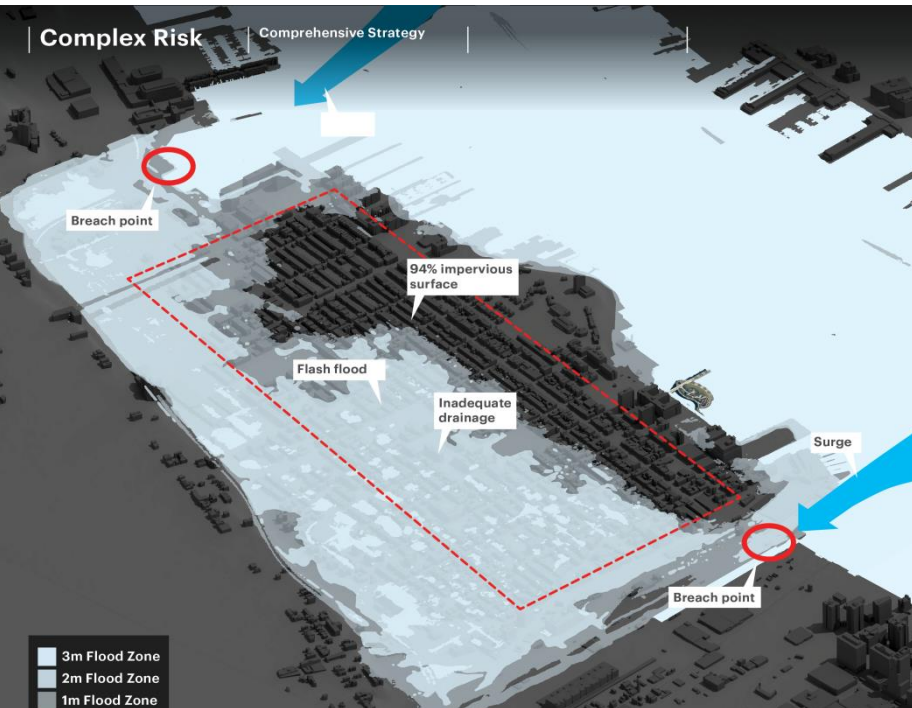 Complex Risk
Comprehensive Strategy
Breach point
94% impervious
surface
Flash flood
Inadequate
drainage
Surge
Breach point
3m Flood Zone
2m Flood Zone
1m Flood Zone